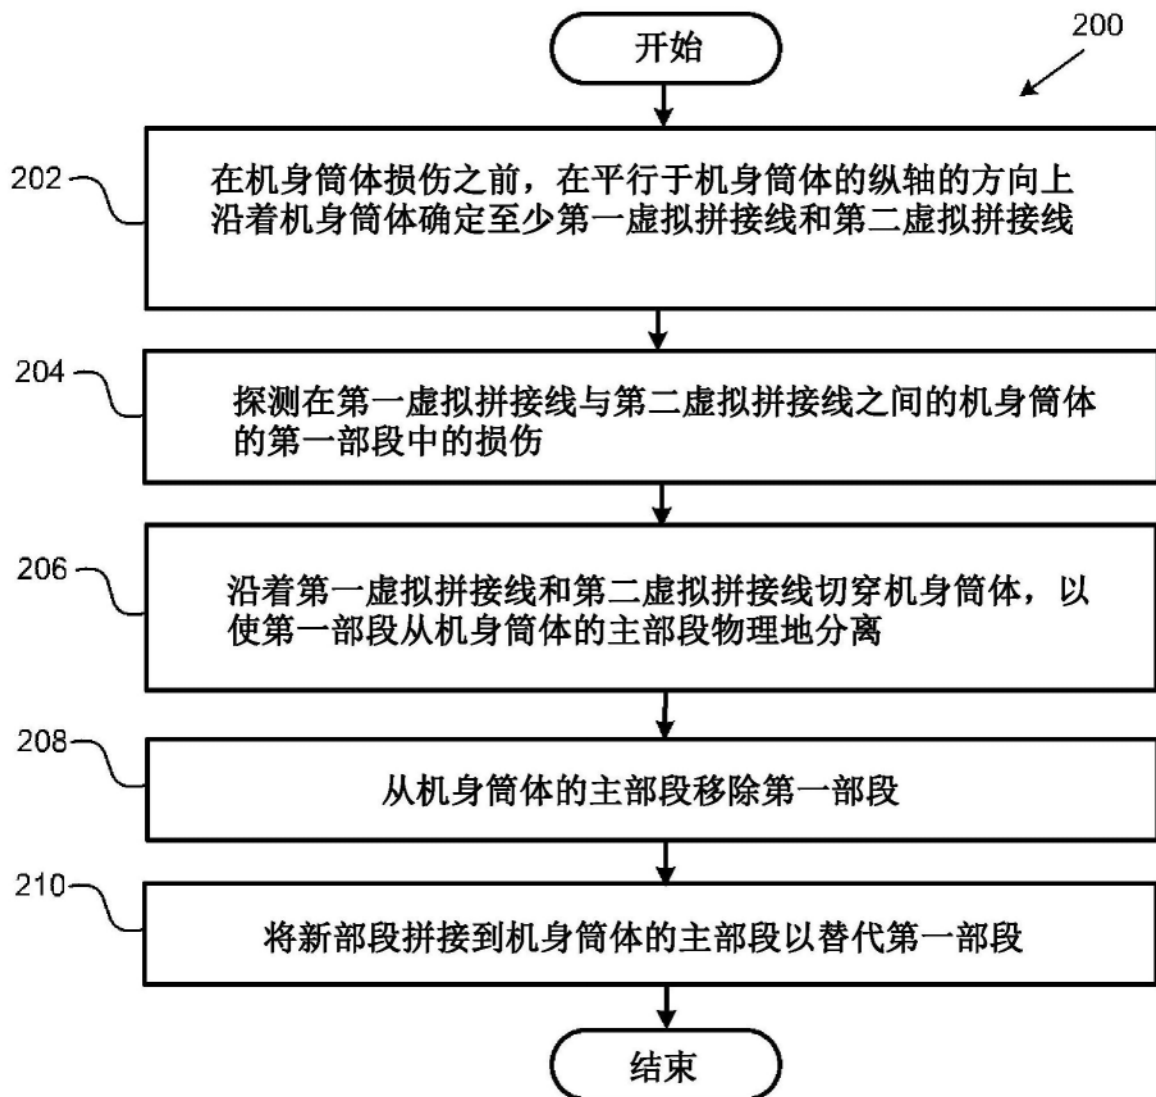 开始
200
202
在机身筒体损伤之前，在平行于机身筒体的纵轴的方向上
沿着机身筒体确定至少第一虚拟拼接线和第二虚拟拼接线
204
探测在第一虚拟拼接线与第二虚拟拼接线之间的机身筒体
的第一部段中的损伤
206
沿着第一虚拟拼接线和第二虚拟拼接线切穿机身筒体，以
使第一部段从机身筒体的主部段物理地分离
208
从机身筒体的主部段移除第一部段
210
将新部段拼接到机身筒体的主部段以替代第一部段
结束